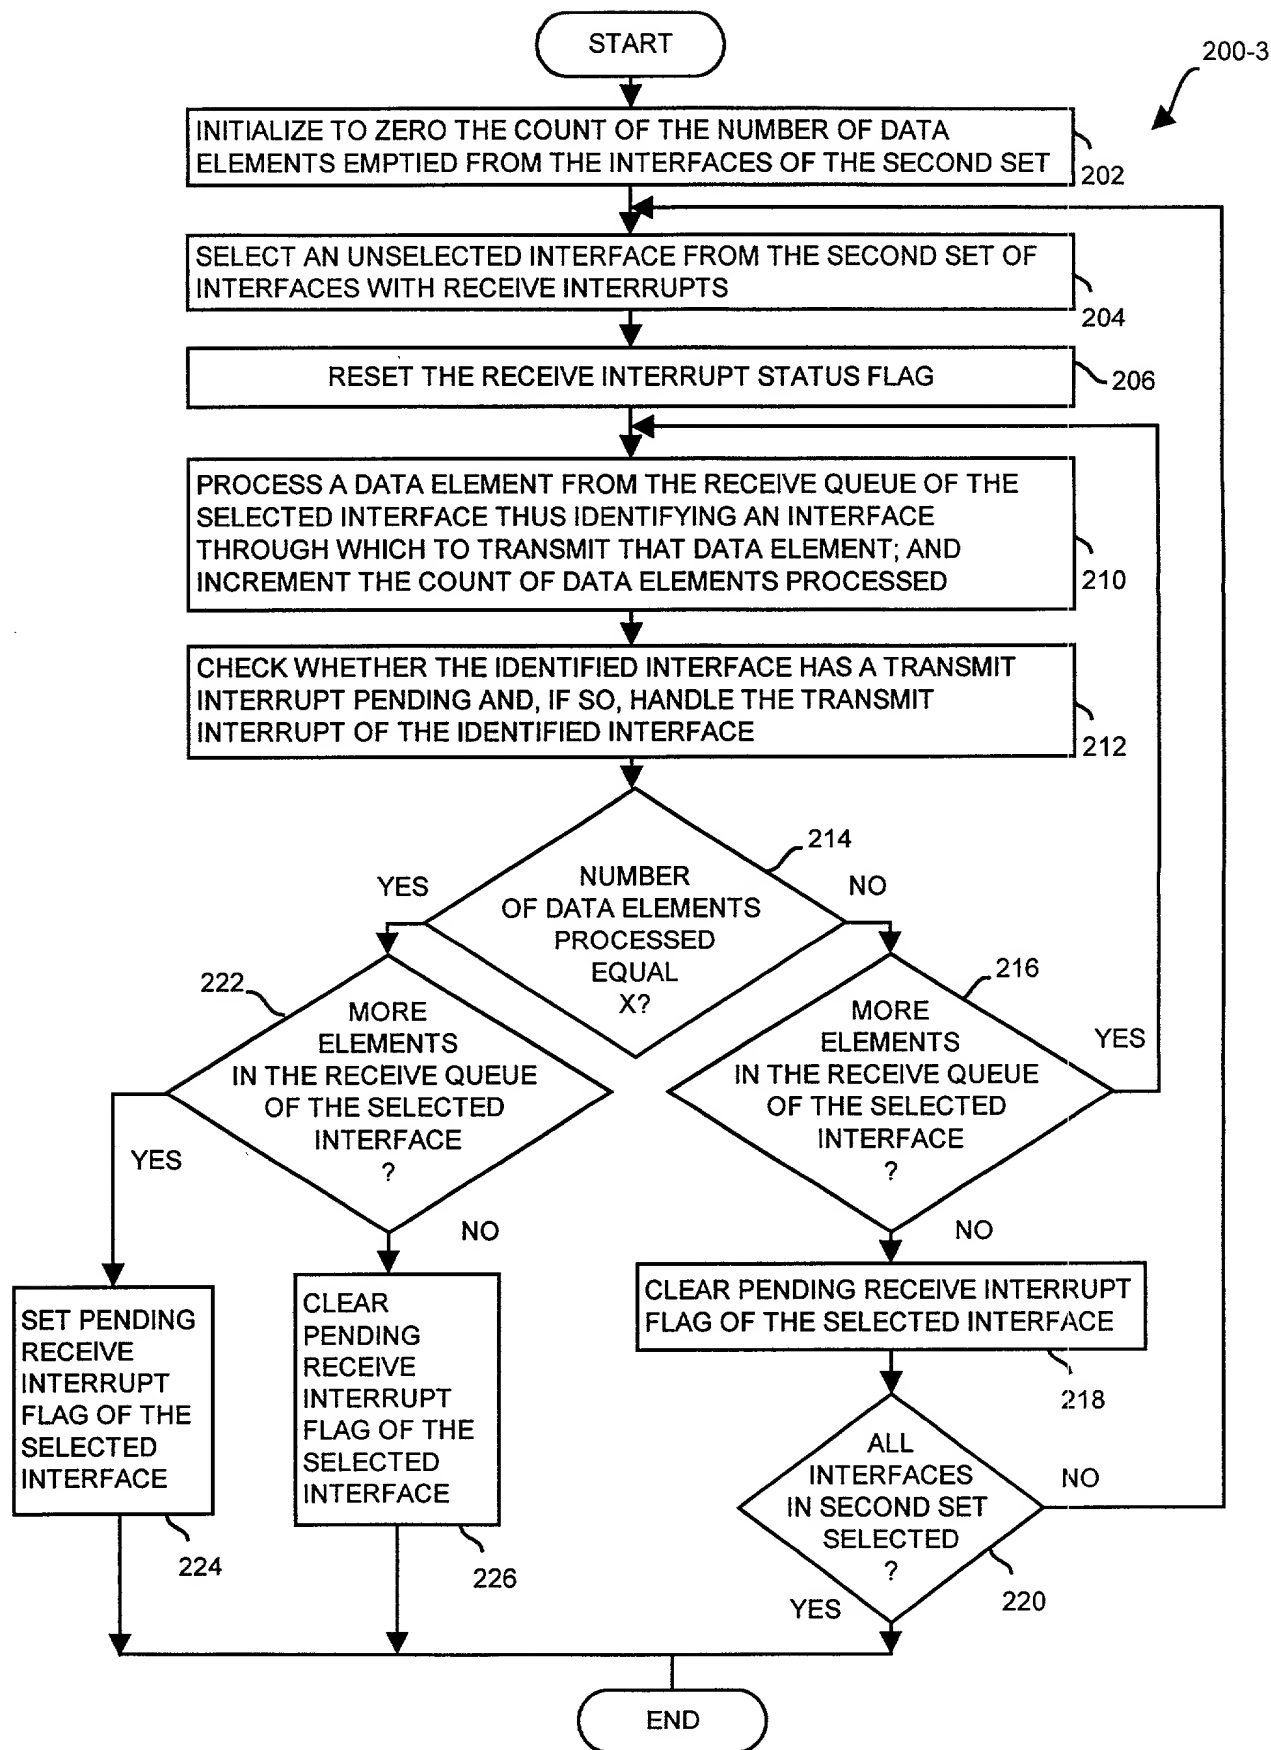 START
200-3
INITIALIZE TO ZERO THE COUNT OF THE NUMBER OF DATA
ELEMENTS EMPTIED FROM THE INTERFACES OF THE SECOND SET
202
SELECT AN UNSELECTED INTERFACE FROM THE SECOND SET OF
INTERFACES WITH RECEIVE INTERRUPTS
204
RESET THE RECEIVE INTERRUPT STATUS FLAG
206
PROCESS A DATA ELEMENT FROM THE RECEIVE QUEUE OF THE
SELECTED INTERFACE THUS IDENTIFYING AN INTERFACE
THROUGH WHICH TO TRANSMIT THAT DATA ELEMENT; AND
INCREMENT THE COUNT OF DATA ELEMENTS PROCESSED
210
CHECK WHETHER THE IDENTIFIED INTERFACE HAS A TRANSMIT
INTERRUPT PENDING AND, IF SO, HANDLE THE TRANSMIT
INTERRUPT OF THE IDENTIFIED INTERFACE
212
214
NUMBER
OF DATA ELEMENTS
PROCESSED
EQUAL
X?
YES
NO
222
MORE
ELEMENTS
IN THE RECEIVE QUEUE
OF THE SELECTED
INTERFACE
?
YES
NO
216
MORE
ELEMENTS
IN THE RECEIVE QUEUE
OF THE SELECTED
INTERFACE
?
YES
NO
SET PENDING
RECEIVE
INTERRUPT
FLAG OF THE
SELECTED
INTERFACE
224
CLEAR
PENDING
RECEIVE
INTERRUPT
FLAG OF THE
SELECTED
INTERFACE
226
CLEAR PENDING RECEIVE INTERRUPT
FLAG OF THE SELECTED INTERFACE
218
ALL
INTERFACES
IN SECOND SET
SELECTED
?
NO
220
YES
END